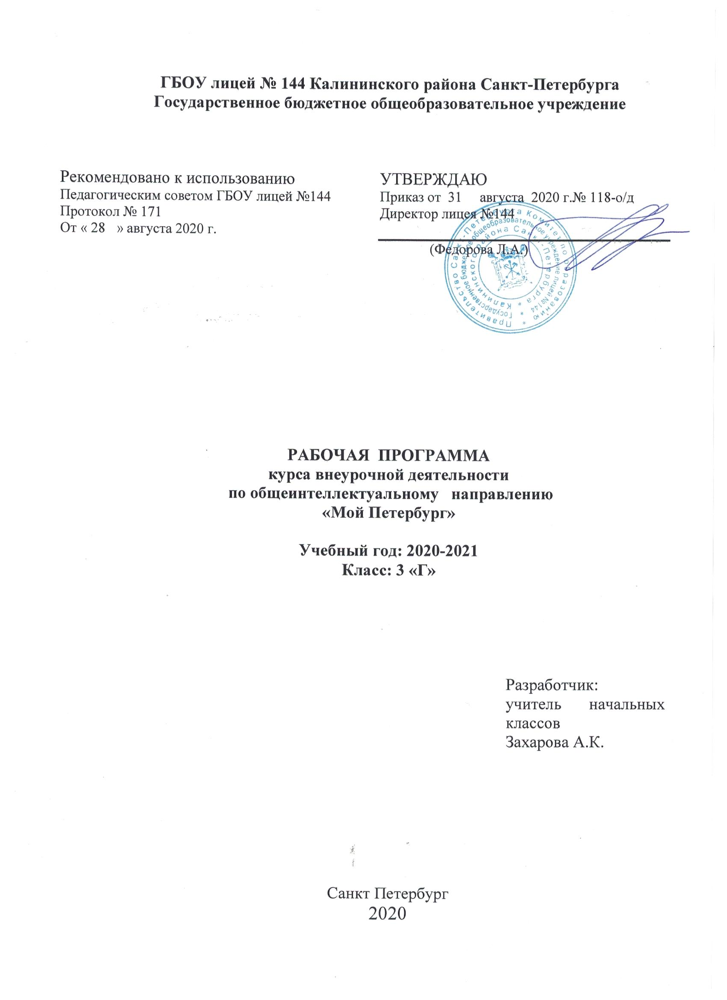 ГБОУ лицей № 144 Калининского района Санкт-Петербурга
Государственное бюджетное общеобразовательное учреждение
Рекомендовано к использованию
Педагогическим советом ГБОУ лицей №144
Протокол № 171
От « 28 » августа 2020 г.
УТВЕРЖДАЮ
Приказ от 31 августа 2020 г.№ 118-о/д
Директор лицея №144
(Федорова Л.А.)
Правительство Санкт-Петербурга Комитет по образованию *
Государственное бюджетное общеобразовательное учреждение лицей №144 *
Калининского района Санкт-Петербурга *
РАБОЧАЯ ПРОГРАММА
курса внеурочной деятельности
по общеинтеллектуальному направлению
«Мой Петербург»
Учебный год: 2020-2021
Класс: 3 «Г»
Разработчик:
учитель начальных
классов
Захарова А.К.
Санкт Петербург
2020